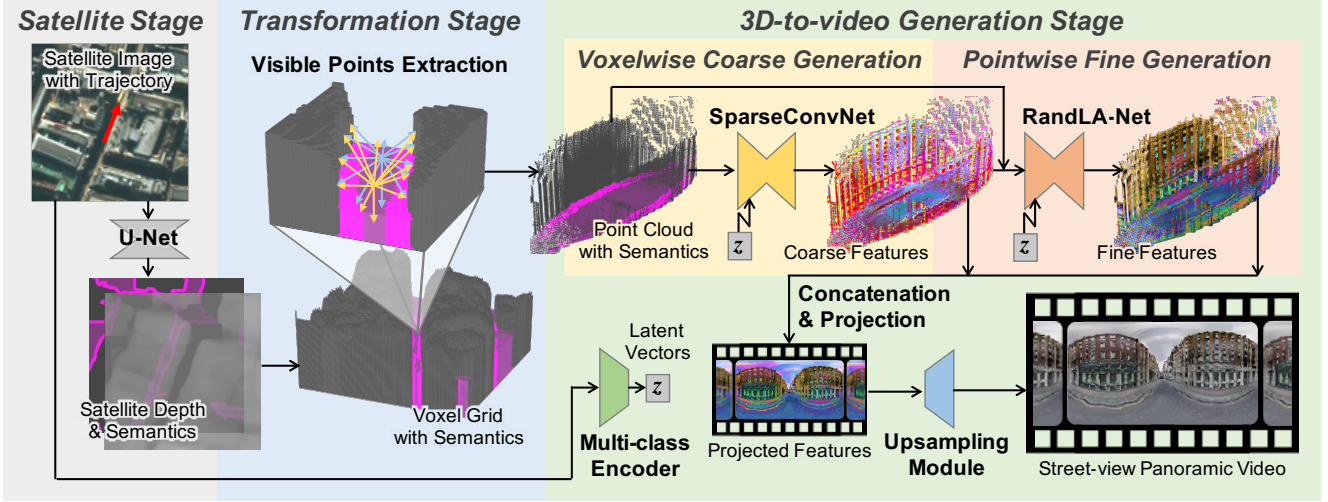 Satellite Stage
Transformation Stage
3D-to-video Generation Stage
Satellite Image
with Trajectory
U-Net
Satellite Depth
& Semantics
Visible Points Extraction
Voxel Grid
with Semantics
Voxelwise Coarse Generation
Pointwise Fine Generation
SparseConvNet
RandLA-Net
Point Cloud
with Semantics
z
Coarse Features
z
Fine Features
Concatenation
& Projection
Latent
Vectors
z
Multi-class
Encoder
Projected Features
Upsampling
Module
Street-view Panoramic Video